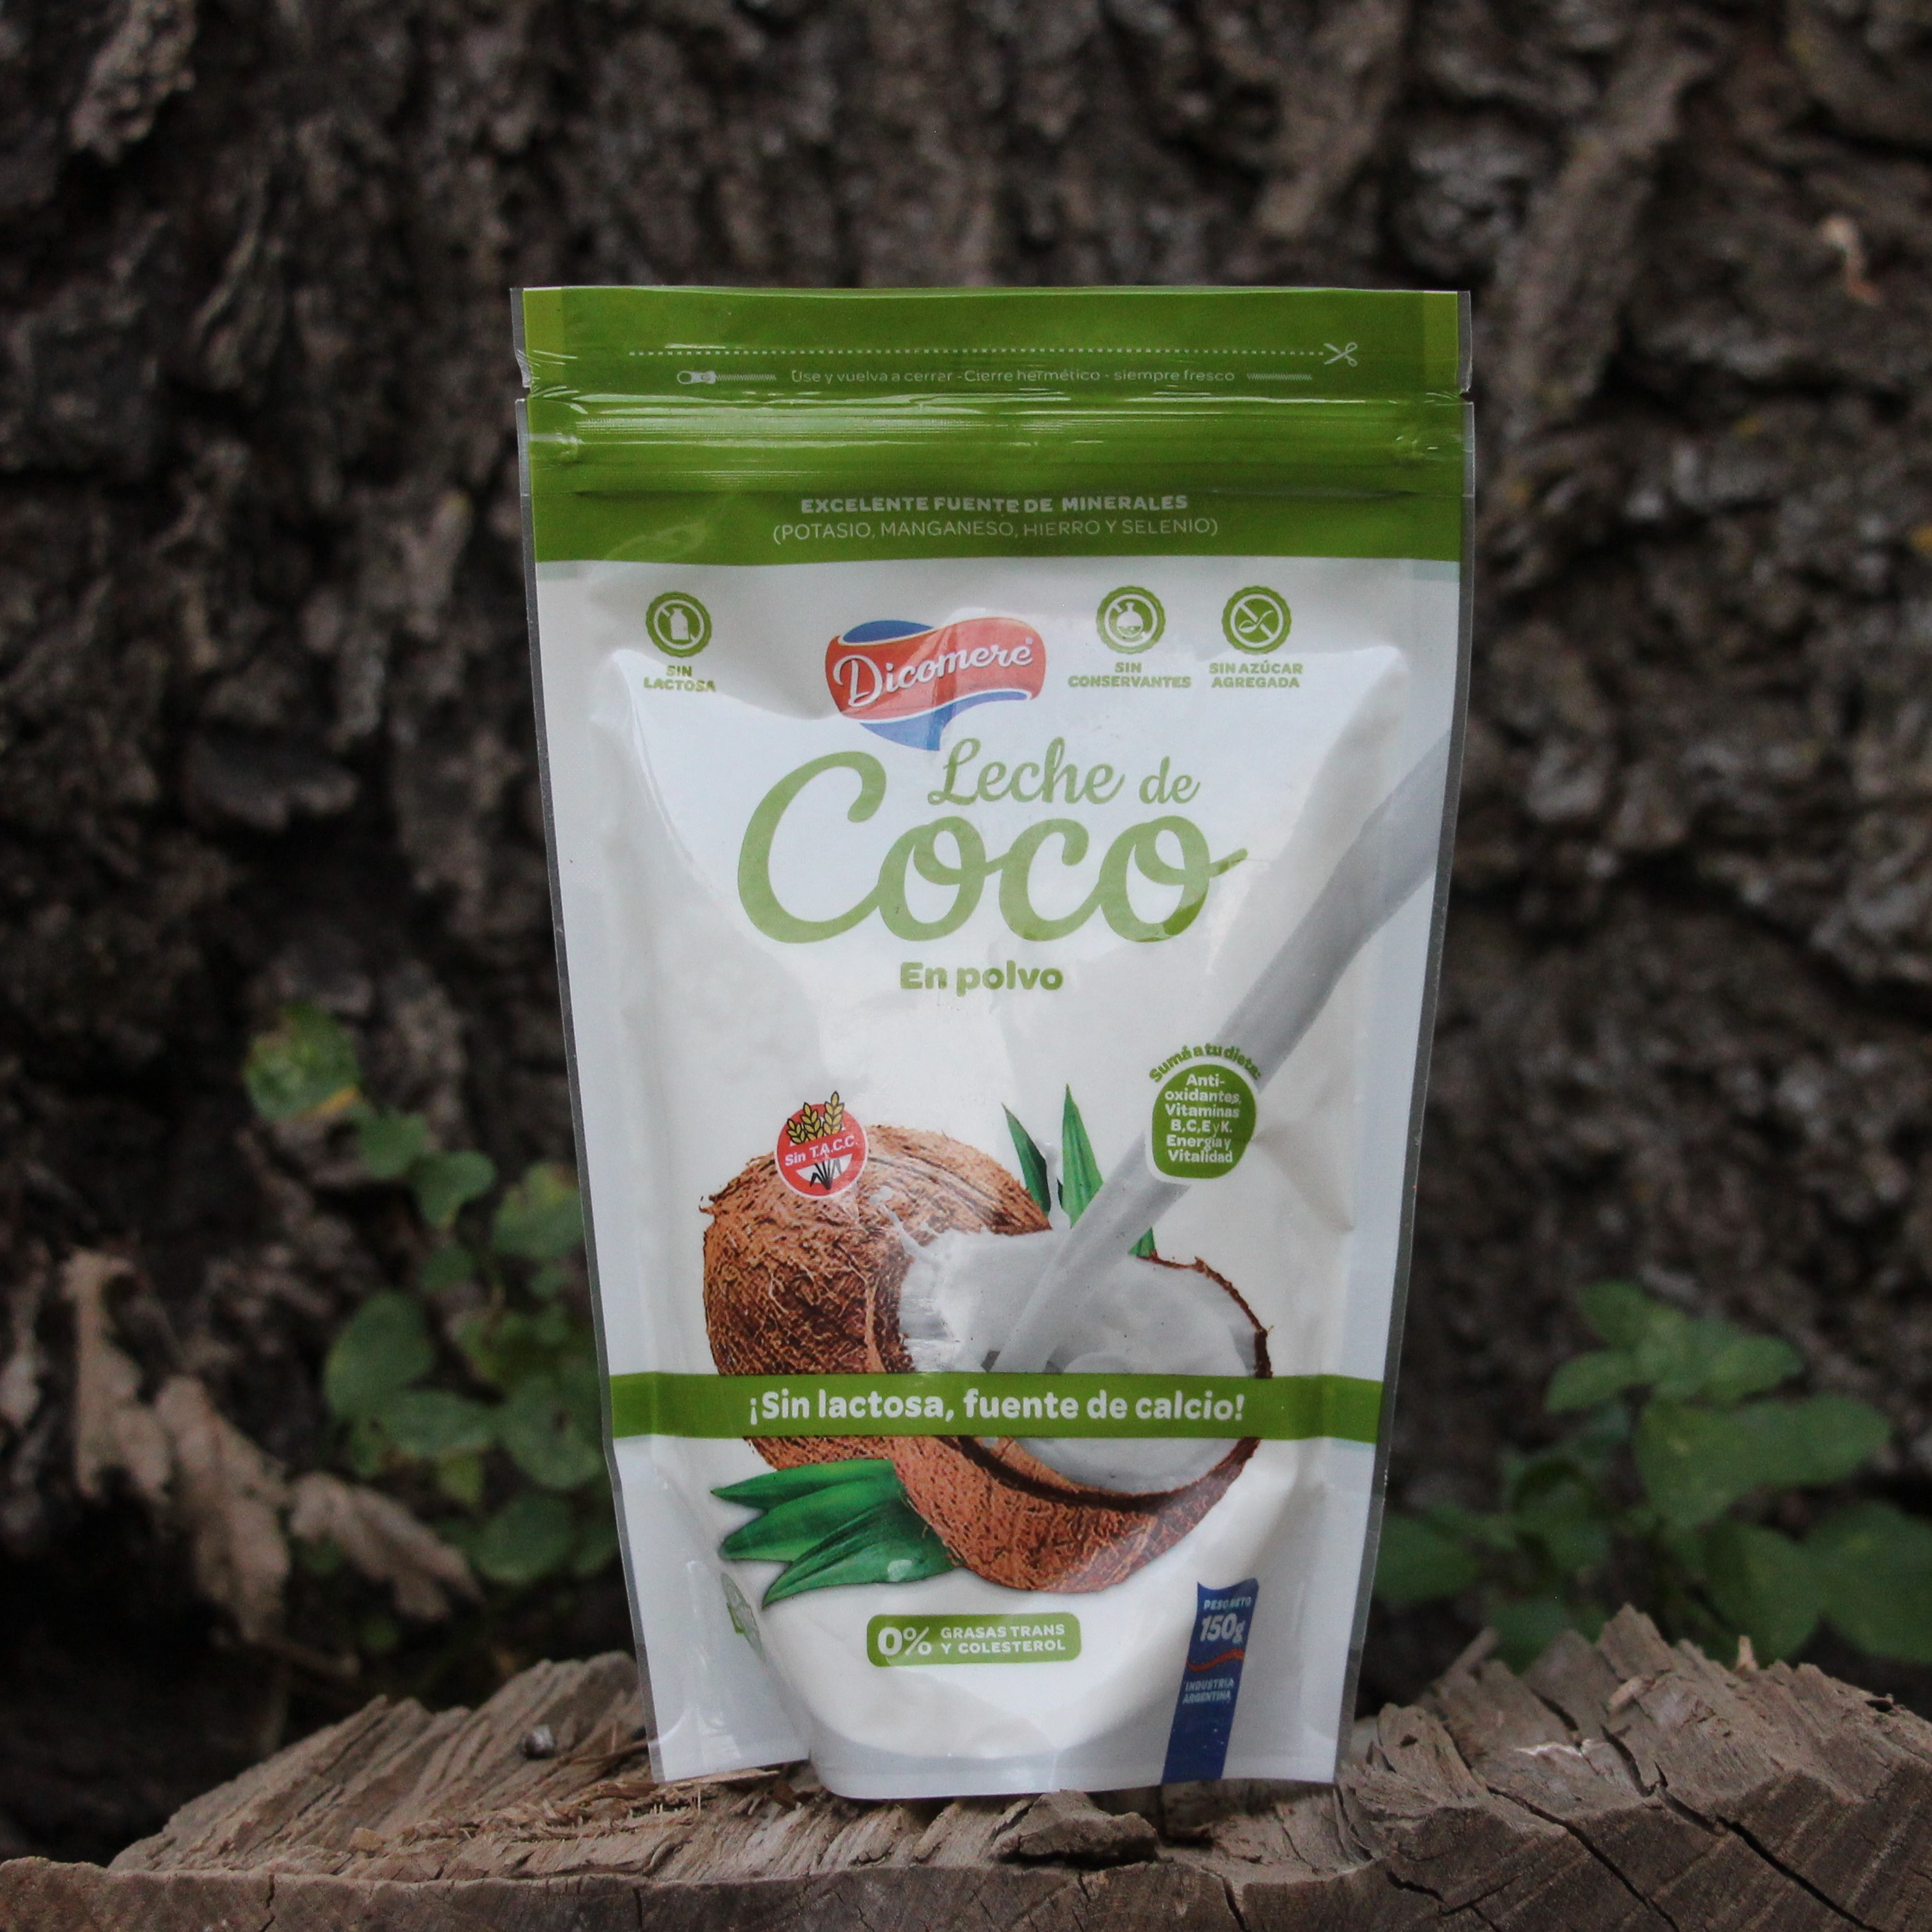 Use y vuelva a cerrar - Cierre hermético - siempre fresco
EXCELENTE FUENTE DE MINERALES
(POTASIO, MANGANESO, HIERRO Y SELENIO)
SIN
LACTOSA
Dicomere®
SIN
CONSERVANTES
SIN AZÚCAR
AGREGADA
Leche de
Coco
En polvo
Sumá a tu dieta:
Anti-
oxidantes,
Vitaminas
B,C,E y K.
Energía y
Vitalidad
Sin T.A.C.C.
¡Sin lactosa, fuente de calcio!
0% GRASAS TRANS
Y COLESTEROL
PESO NETO
150g
INDUSTRIA
ARGENTINA